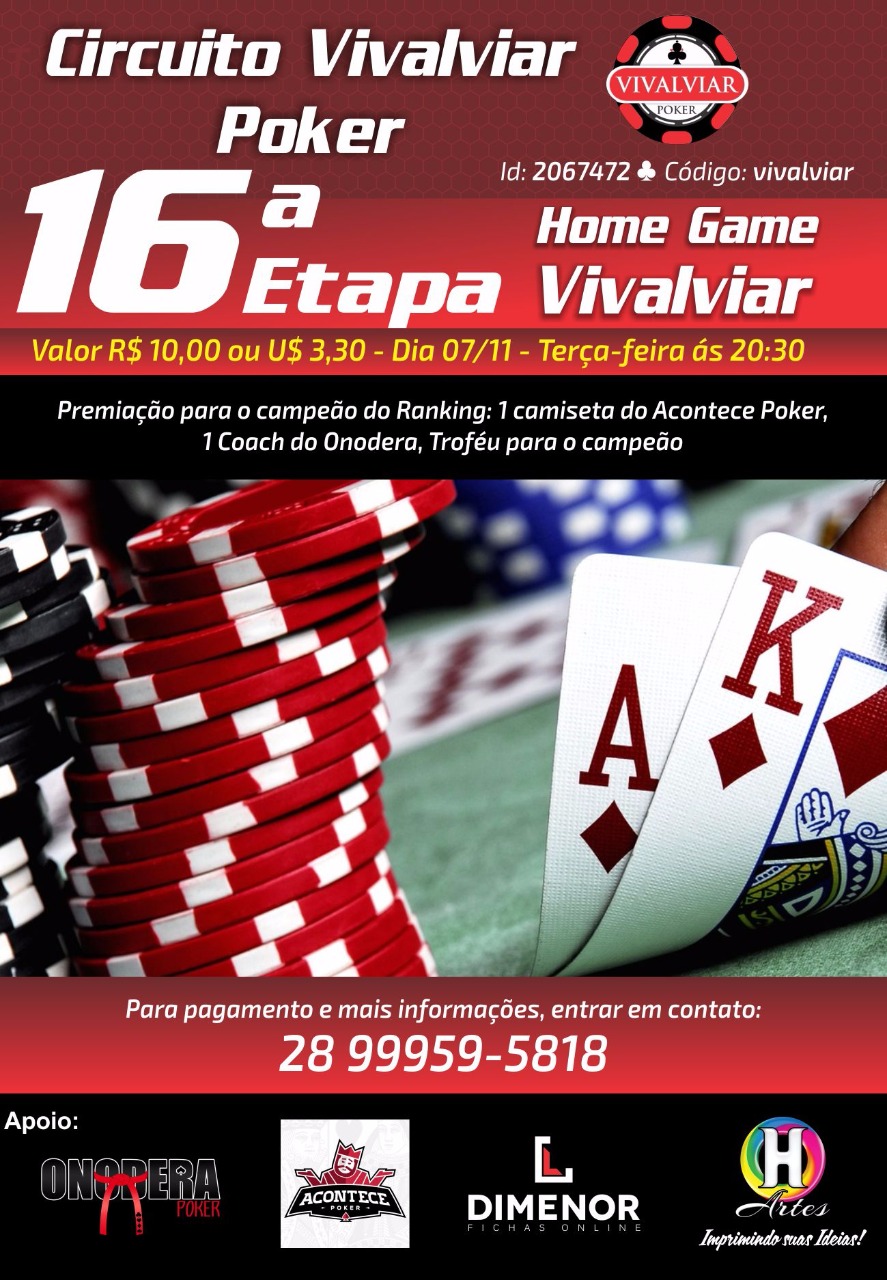 Circuito Vivalviar
Poker
VIVALVIAR
POKER
Id: 2067472 ♣ Código: vivalviar
16ª
Etapa
Home Game
Vivalviar
Valor R$ 10,00 ou U$ 3,30 - Dia 07/11 - Terça-feira ás 20:30
Premiação para o campeão do Ranking: 1 camiseta do Acontece Poker,
1 Coach do Onodera, Troféu para o campeão
A
K
Para pagamento e mais informações, entrar em contato:
28 99959-5818
Apoio:
ONODERA
POKER
ACONTECE
POKER
DIMENOR
FICHAS ONLINE
H
Artes
Imprimindo suas Ideias!